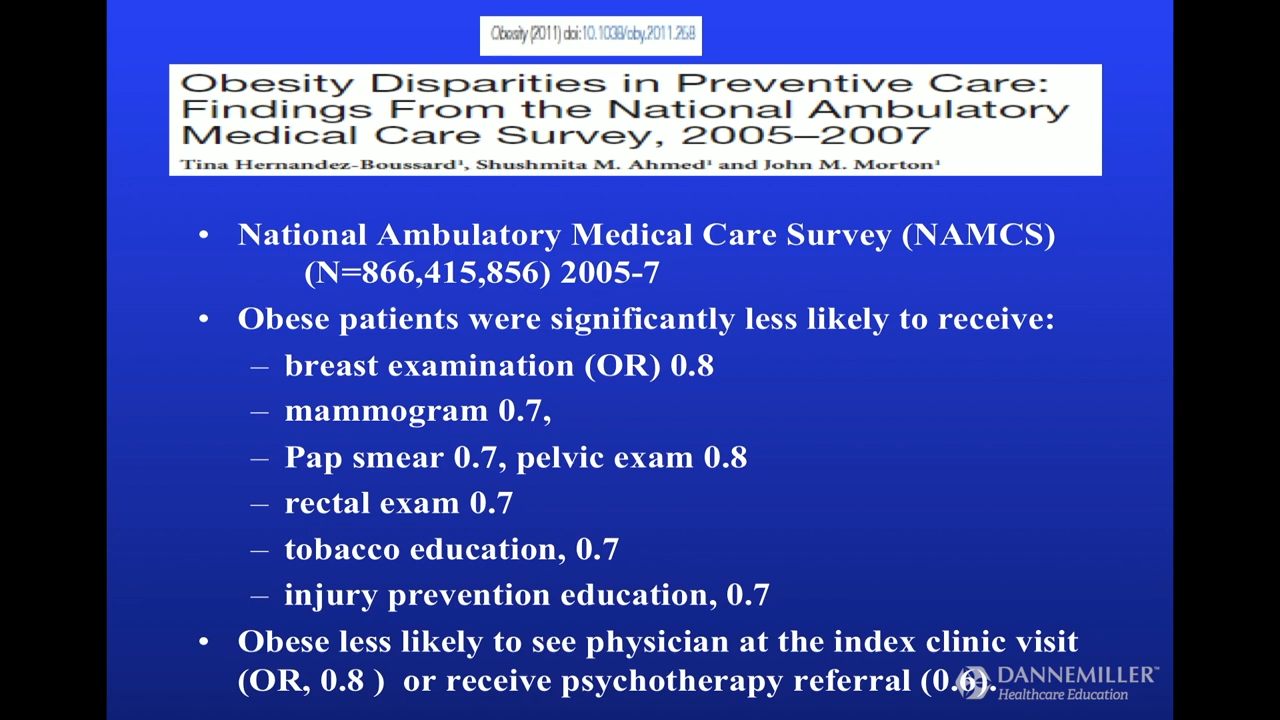 Obesity (2011) doi:10.1038/oby.2011.258
Obesity Disparities in Preventive Care:
Findings From the National Ambulatory
Medical Care Survey, 2005–2007
Tina Hernandez-Boussard¹, Shushmita M. Ahmed¹ and John M. Morton¹
• National Ambulatory Medical Care Survey (NAMCS)
(N=866,415,856) 2005-7
• Obese patients were significantly less likely to receive:
– breast examination (OR) 0.8
– mammogram 0.7,
– Pap smear 0.7, pelvic exam 0.8
– rectal exam 0.7
– tobacco education, 0.7
– injury prevention education, 0.7
• Obese less likely to see physician at the index clinic visit
(OR, 0.8 ) or receive psychotherapy referral (0.6).
DANNEMILLER™
Healthcare Education